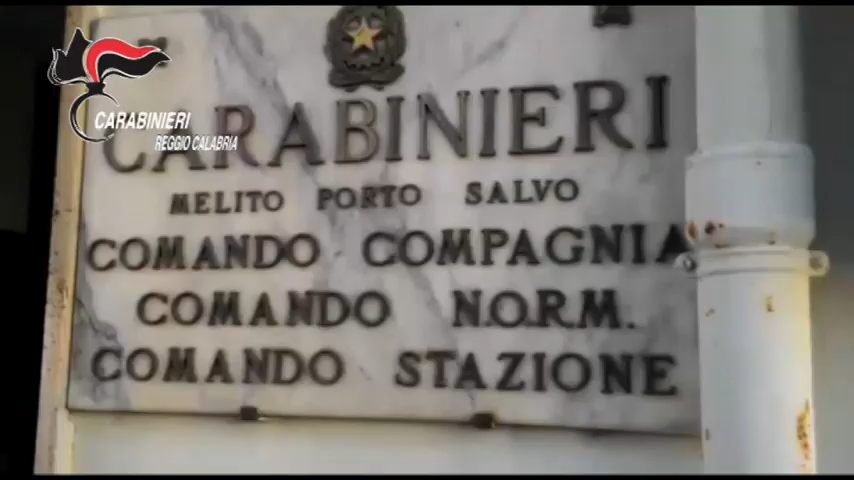 CARABINIERI
REGGIO CALABRIA
CARABINIERI
MELITO PORTO SALVO
COMANDO COMPAGNIA
COMANDO N.O.R.M.
COMANDO STAZIONE